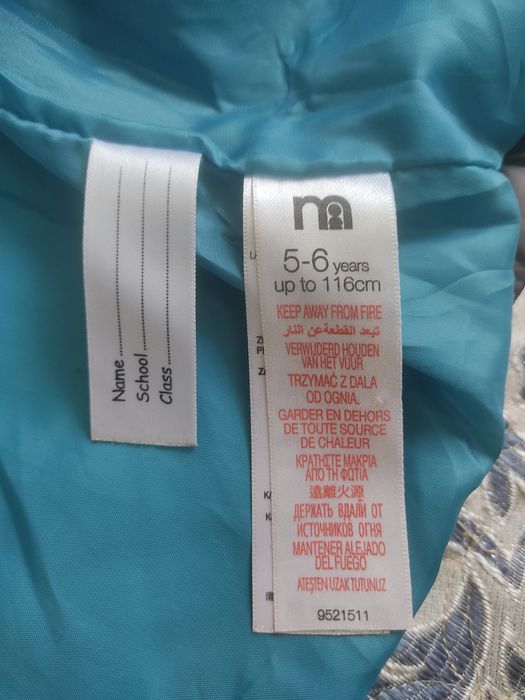 Name
School
Class
m
5-6 years
up to 116cm
KEEP AWAY FROM FIRE
تبعد القطعة عن النار
VERWIJDERD HOUDEN
VAN HET VUUR
TRZYMAĆ Z DALA
OD OGNIA.
GARDER EN DEHORS
DE TOUTE SOURCE
DE CHALEUR
ΚΡΑΤΗΣΤΕ ΜΑΚΡΙΑ
ΑΠΟ ΤΗ ΦΩΤΙΑ
遠離火源
ДЕРЖАТЬ ВДАЛИ ОТ
ИСТОЧНИКОВ ОГНЯ
MANTENER ALEJADO
DEL FUEGO
ATEŞTEN UZAK TUTUNUZ
9521511